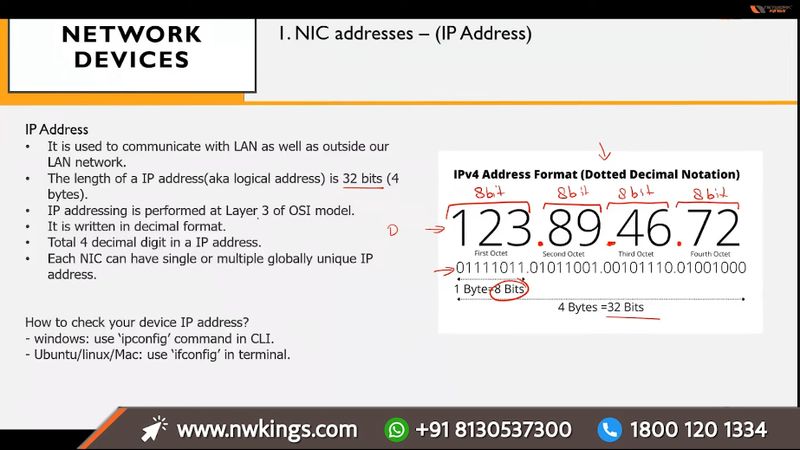 NETWORK
KINGS
NETWORK
DEVICES
1. NIC addresses – (IP Address)
IP Address
• It is used to communicate with LAN as well as outside our
LAN network.
• The length of a IP address(aka logical address) is 32 bits (4
bytes).
• IP addressing is performed at Layer 3 of OSI model.
• It is written in decimal format.
• Total 4 decimal digit in a IP address.
• Each NIC can have single or multiple globally unique IP
address.
How to check your device IP address?
- windows: use 'ipconfig' command in CLI.
- Ubuntu/linux/Mac: use 'ifconfig' in terminal.
IPv4 Address Format (Dotted Decimal Notation)
8bit 8bit 8bit 8bit
D 123.89.46.72
First Octet Second Octet Third Octet Fourth Octet
01111011.01011001.00101110.01001000
1 Byte=8 Bits
4 Bytes =32 Bits
www.nwkings.com +91 8130537300 1800 120 1334